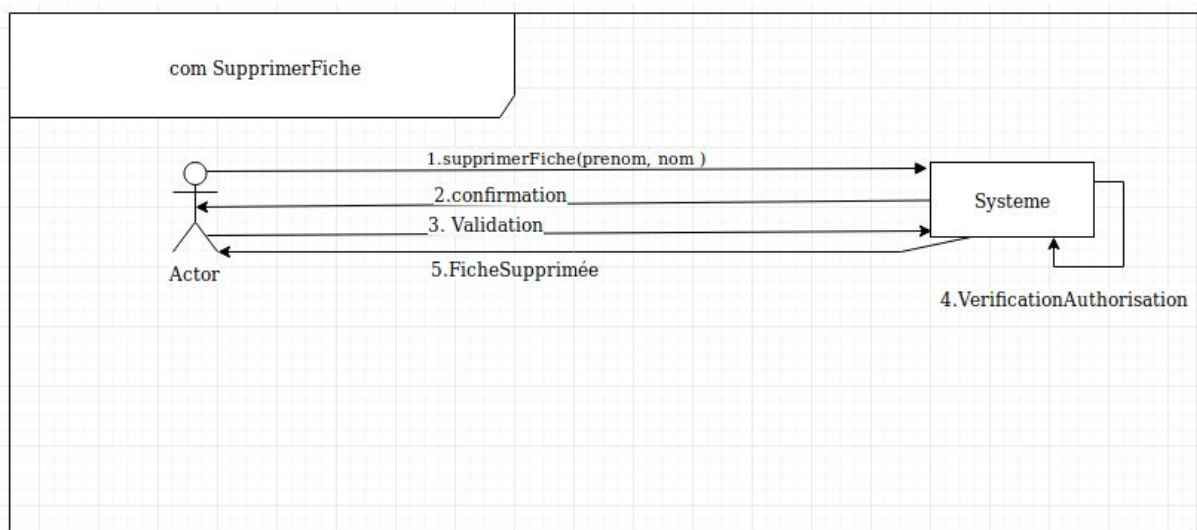 com SupprimerFiche
1.supprimerFiche(prenom, nom )
2.confirmation
Systeme
3. Validation
5.FicheSupprimée
Actor
4.VerificationAuthorisation